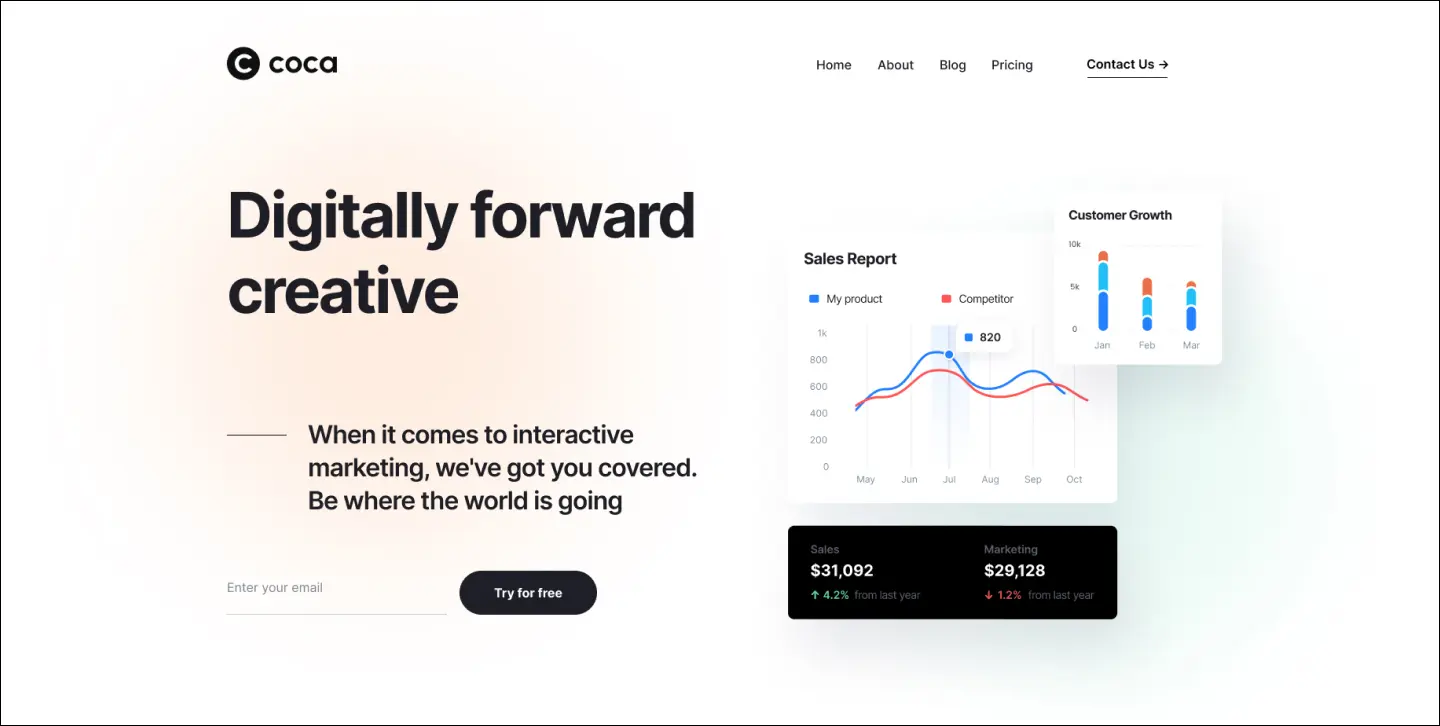 coca
Home About Blog Pricing Contact Us →
Digitally forward
creative
When it comes to interactive
marketing, we've got you covered.
Be where the world is going
Enter your email
Try for free
Sales Report
My product Competitor
820
1k
800
600
400
200
0
May Jun Jul Aug Sep Oct
Customer Growth
10k
5k
0
Jan Feb Mar
Sales
$31,092
↑ 4.2% from last year
Marketing
$29,128
↓ 1.2% from last year